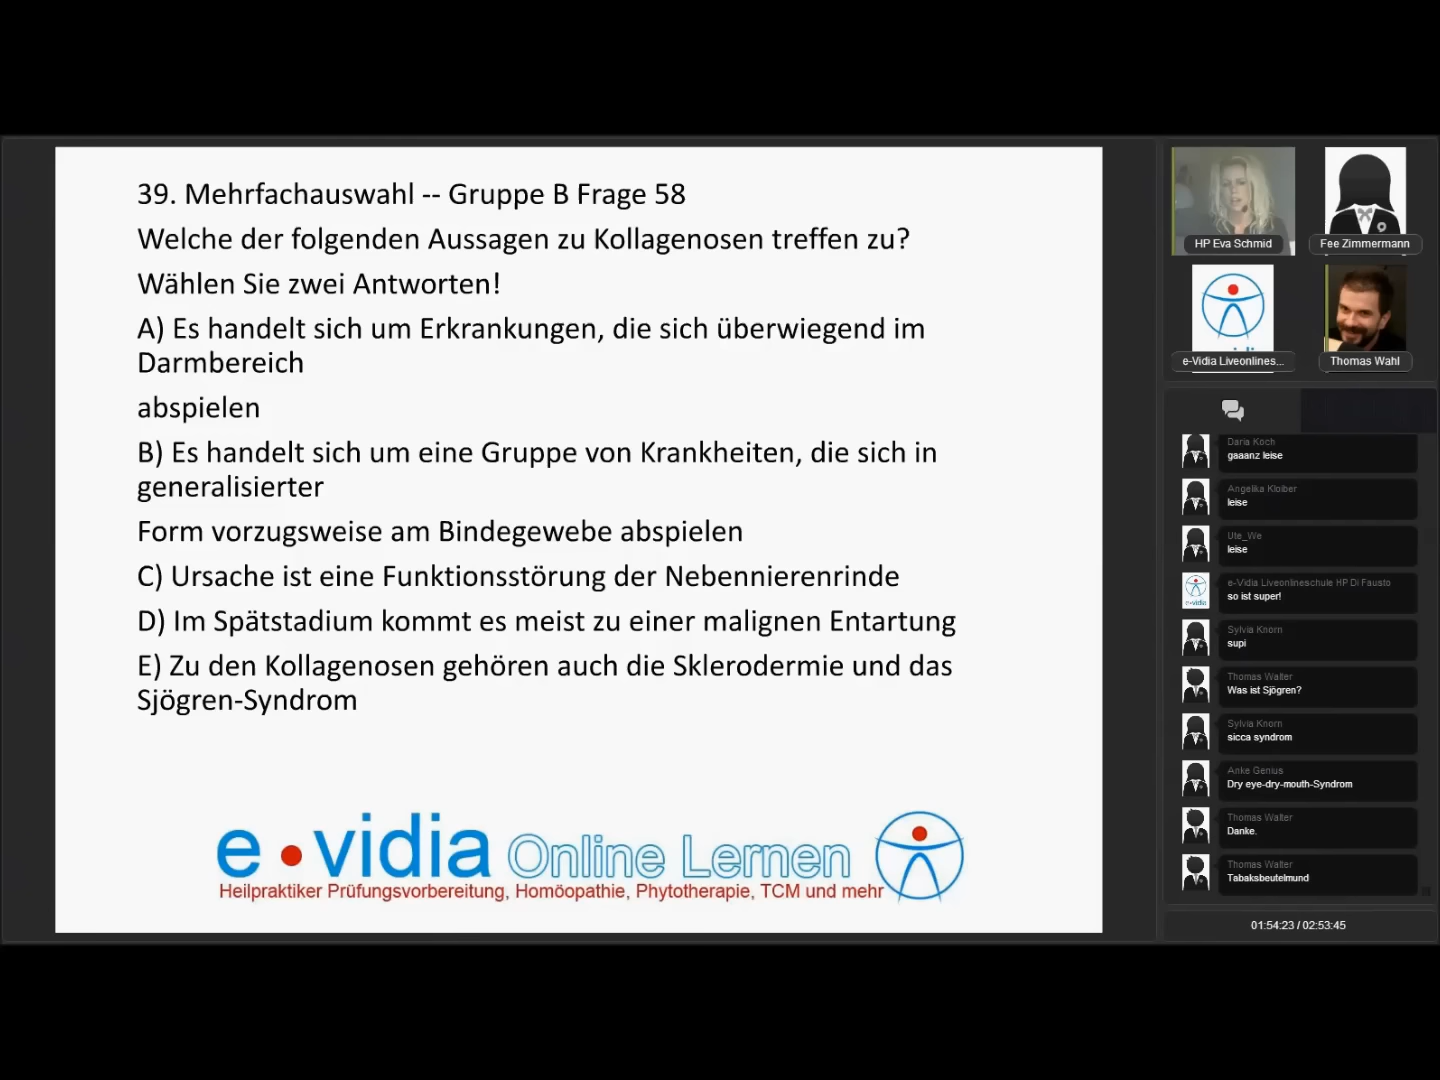 39. Mehrfachauswahl -- Gruppe B Frage 58
Welche der folgenden Aussagen zu Kollagenosen treffen zu?
Wählen Sie zwei Antworten!
A) Es handelt sich um Erkrankungen, die sich überwiegend im
Darmbereich
abspielen
B) Es handelt sich um eine Gruppe von Krankheiten, die sich in
generalisierter
Form vorzugsweise am Bindegewebe abspielen
C) Ursache ist eine Funktionsstörung der Nebennierenrinde
D) Im Spätstadium kommt es meist zu einer malignen Entartung
E) Zu den Kollagenosen gehören auch die Sklerodermie und das
Sjögren-Syndrom
e.vidia Online Lernen
Heilpraktiker Prüfungsvorbereitung, Homöopathie, Phytotherapie, TCM und mehr
HP Eva Schmid
Fee Zimmermann
e-Vidia Liveonlines...
Thomas Wahl
Daria Koch
gaaanz leise
Angelika Kloiber
leise
Ute_We
leise
e-Vidia Liveonlineschule HP Di Fausto
so ist super!
Sylvia Knorn
supi
Thomas Walter
Was ist Sjögren?
Sylvia Knorn
sicca syndrom
Anke Genius
Dry eye-dry-mouth-Syndrom
Thomas Walter
Danke.
Thomas Walter
Tabaksbeutelmund
01:54:23 / 02:53:45